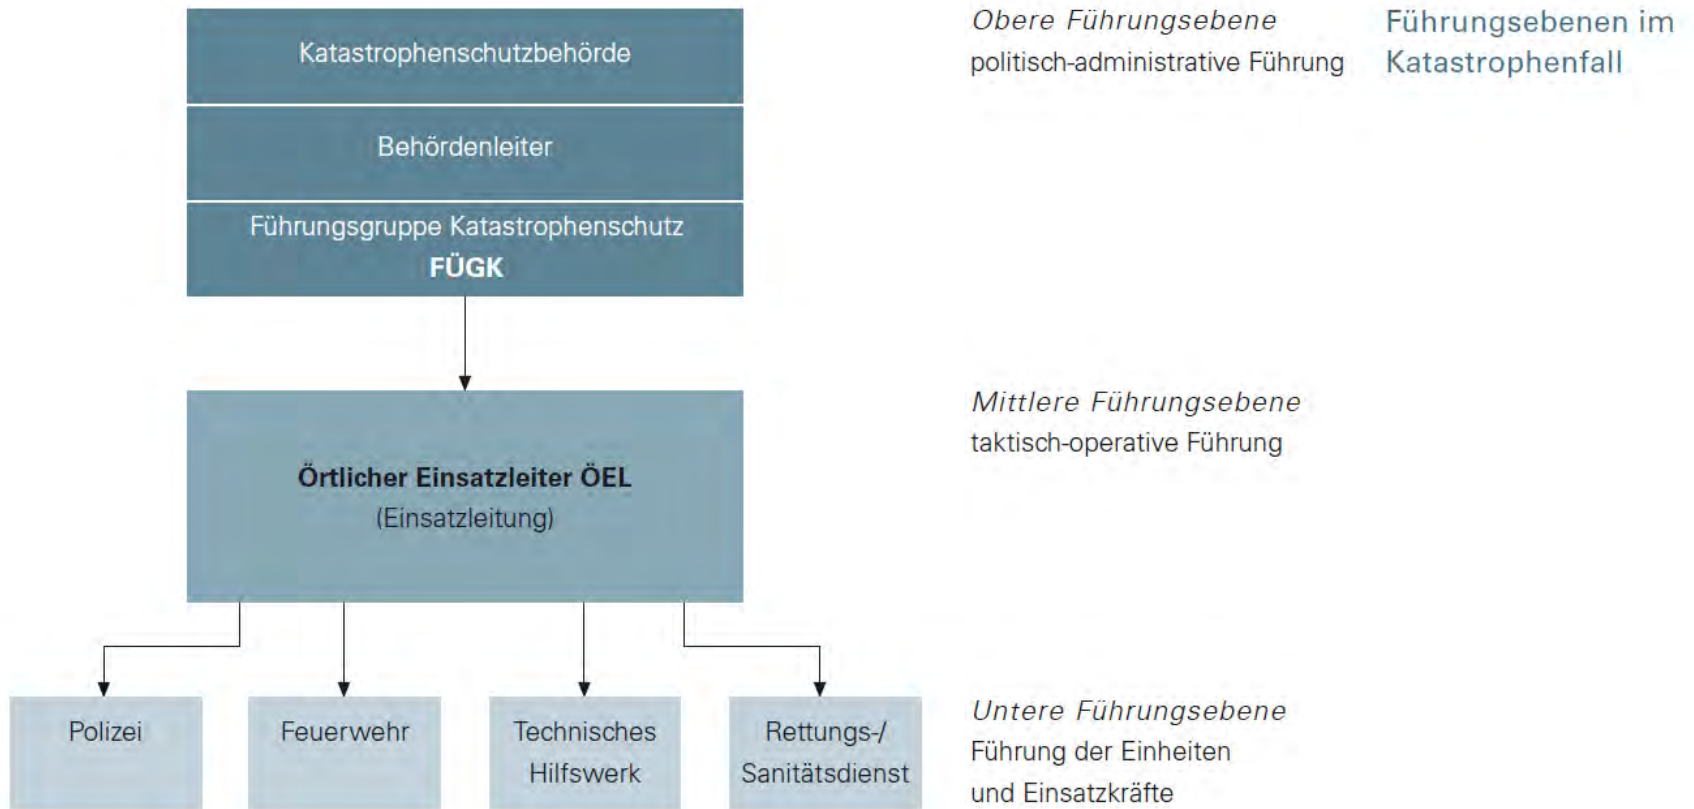 Katastrophenschutzbehörde
Behördenleiter
Führungsgruppe Katastrophenschutz
FÜGK
Obere Führungsebene
politisch-administrative Führung
Führungsebenen im
Katastrophenfall
Örtlicher Einsatzleiter ÖEL
(Einsatzleitung)
Mittlere Führungsebene
taktisch-operative Führung
Polizei
Feuerwehr
Technisches
Hilfswerk
Rettungs-/
Sanitätsdienst
Untere Führungsebene
Führung der Einheiten
und Einsatzkräfte